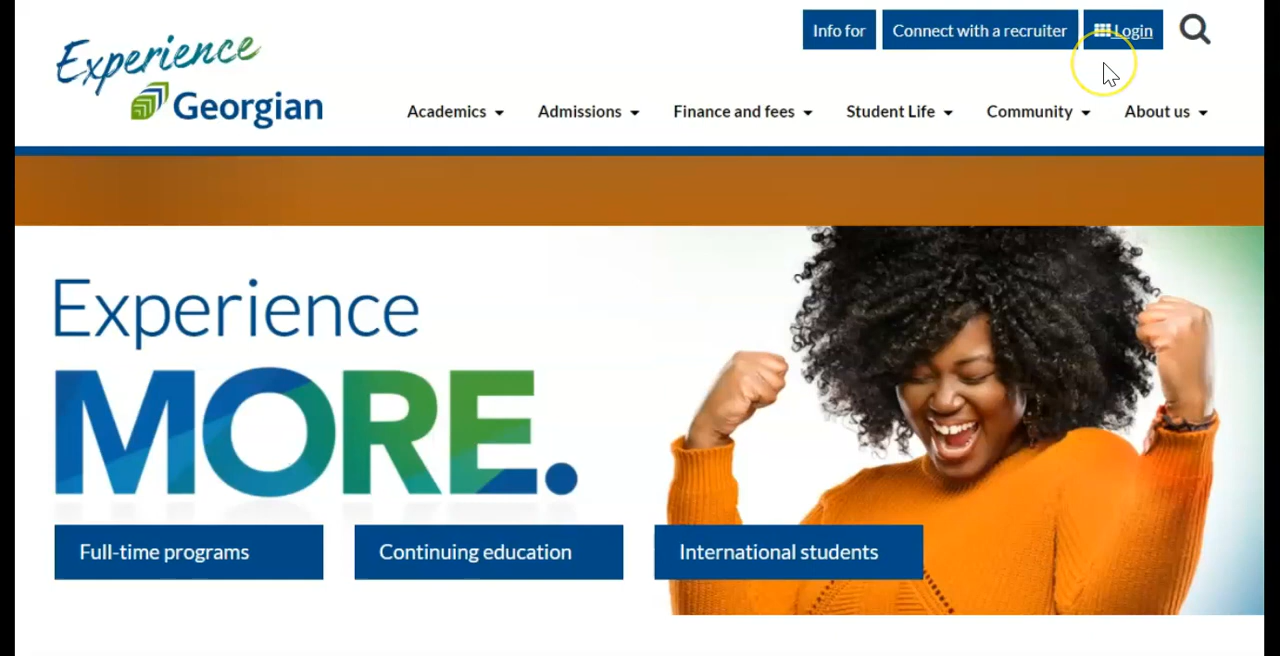 Info for
Connect with a recruiter
Login
Experience
Georgian
Academics
Admissions
Finance and fees
Student Life
Community
About us
Experience
MORE.
Full-time programs
Continuing education
International students